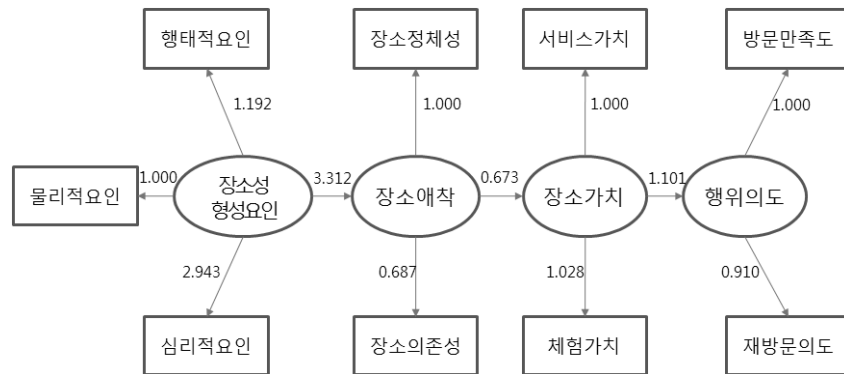 행태적요인
장소정체성
서비스가치
방문만족도
1.192
1.000
1.000
1.000
물리적요인
1.000
장소성
형성요인
3.312
장소애착
0.673
장소가치
1.101
행위의도
2.943
0.687
1.028
0.910
심리적요인
장소의존성
체험가치
재방문의도